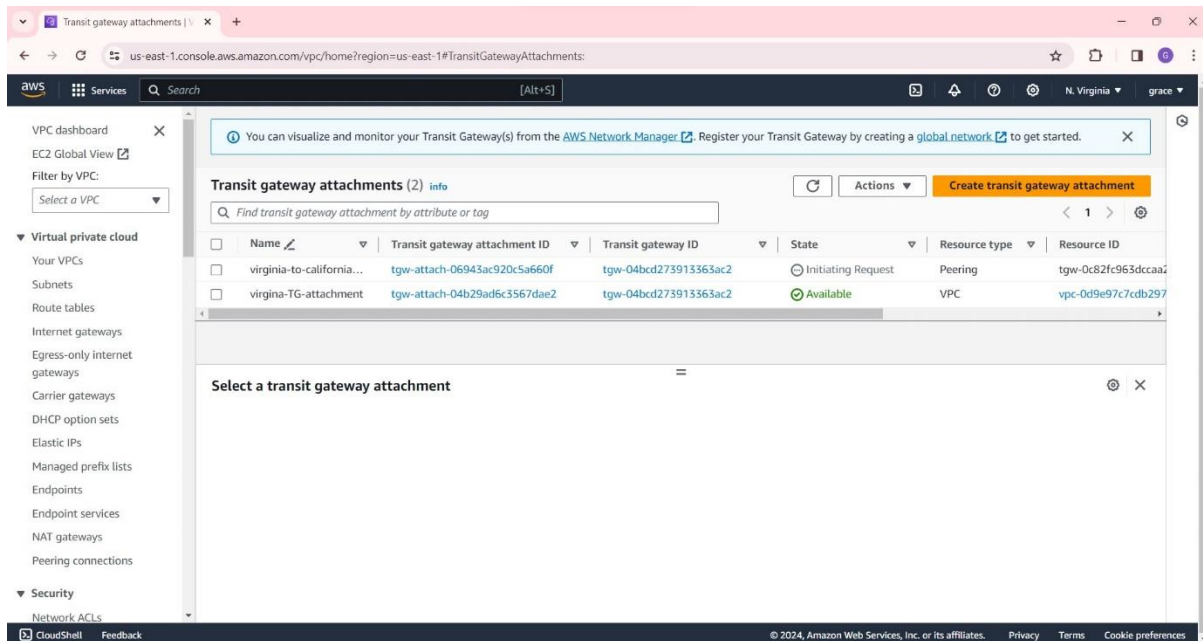 Transit gateway attachments | V
us-east-1.console.aws.amazon.com/vpc/home?region=us-east-1#TransitGatewayAttachments:
G
aws Services Search [Alt+S] N. Virginia grace
VPC dashboard
EC2 Global View
Filter by VPC:
Select a VPC
Virtual private cloud
Your VPCs
Subnets
Route tables
Internet gateways
Egress-only internet
gateways
Carrier gateways
DHCP option sets
Elastic IPs
Managed prefix lists
Endpoints
Endpoint services
NAT gateways
Peering connections
Security
Network ACLs
You can visualize and monitor your Transit Gateway(s) from the AWS Network Manager. Register your Transit Gateway by creating a global network to get started.
Transit gateway attachments (2) info Actions Create transit gateway attachment
Find transit gateway attachment by attribute or tag 1
Name Transit gateway attachment ID Transit gateway ID State Resource type Resource ID
virginia-to-california... tgw-attach-06943ac920c5a660f tgw-04bcd273913363ac2 Initiating Request Peering tgw-0c82fc963dccaa2
virgina-TG-attachment tgw-attach-04b29ad6c3567dae2 tgw-04bcd273913363ac2 Available VPC vpc-0d9e97c7cdb297
Select a transit gateway attachment
CloudShell Feedback © 2024, Amazon Web Services, Inc. or its affiliates. Privacy Terms Cookie preferences